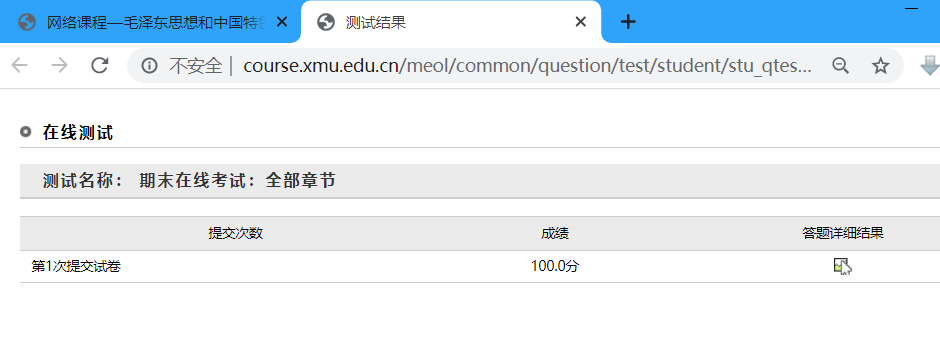 网络课程—毛泽东思想和中国特
测试结果
不安全 | course.xmu.edu.cn/meol/common/question/test/student/stu_qtes...
在线测试
测试名称： 期末在线考试：全部章节
提交次数 成绩 答题详细结果
第1次提交试卷 100.0分